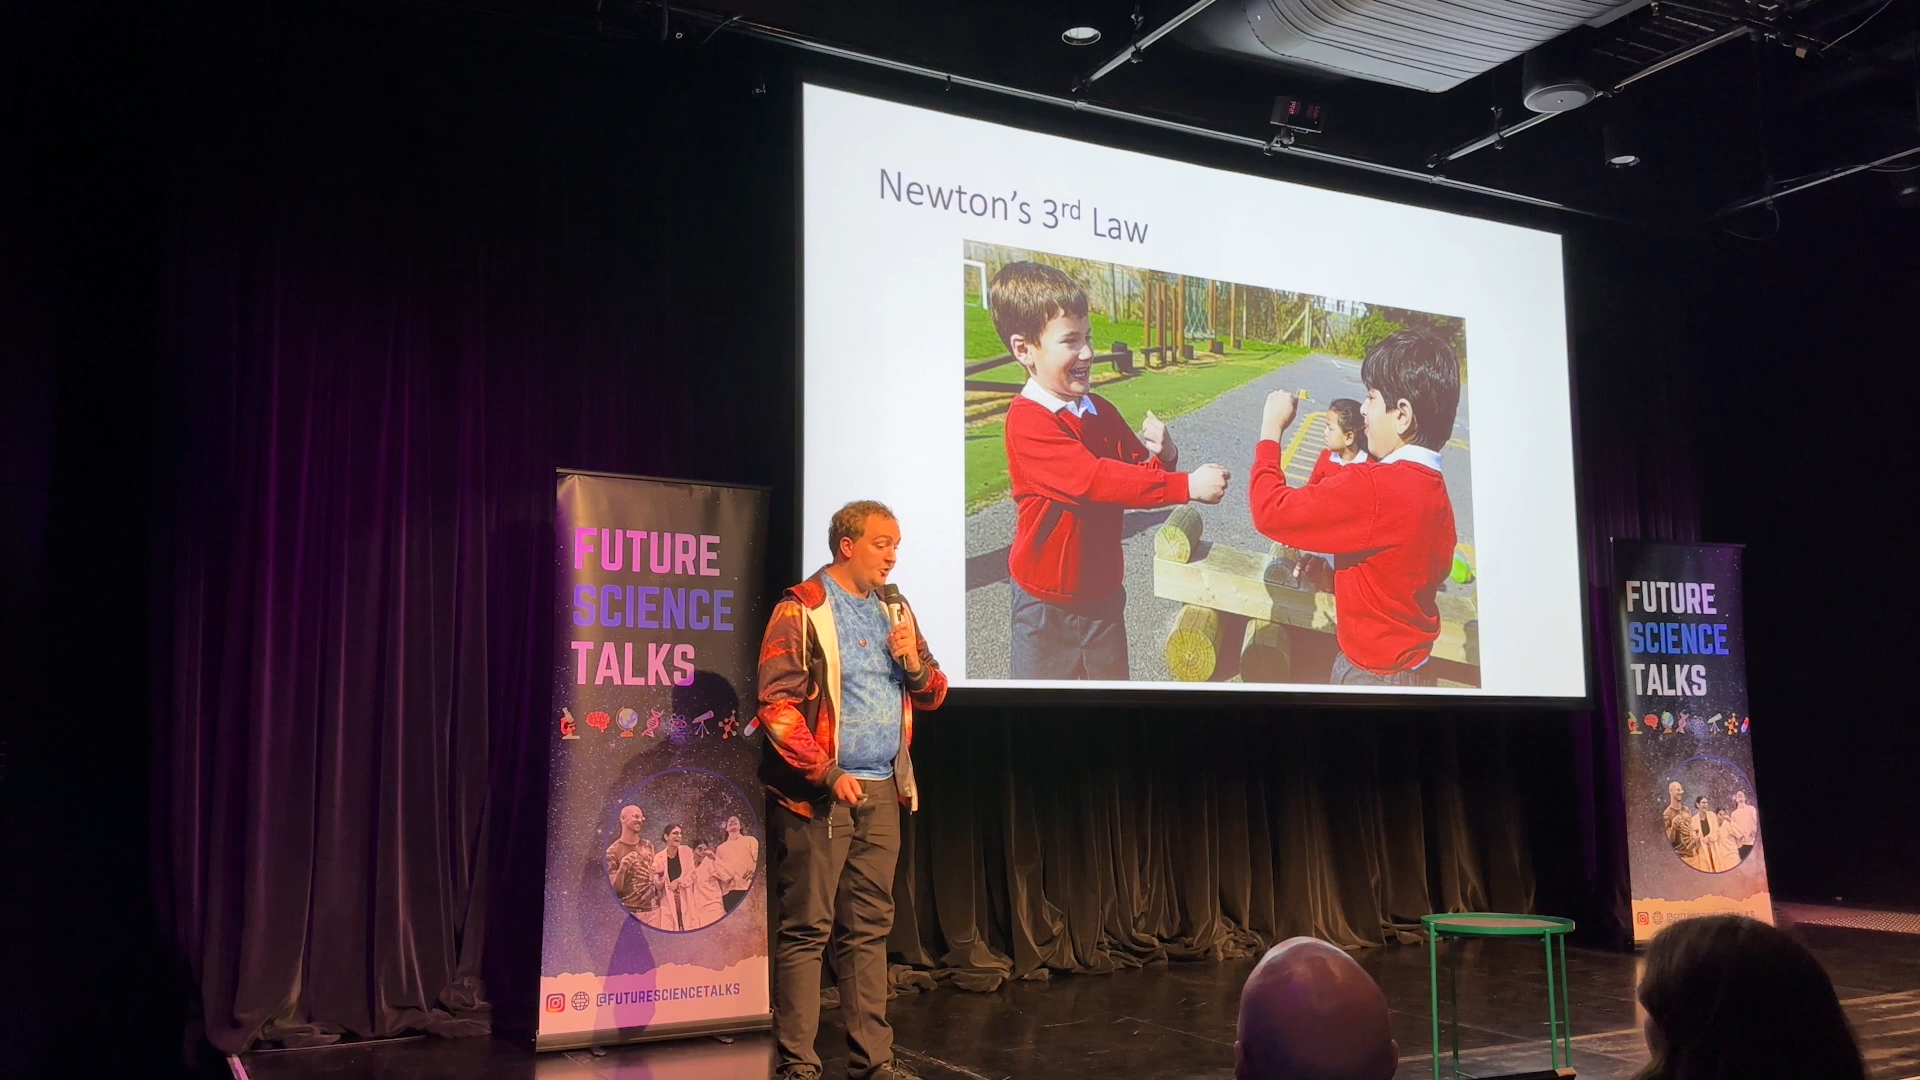 Newton's 3rd Law
FUTURE
SCIENCE
TALKS
@FUTURESCIENCETALKS
FUTURE
SCIENCE
TALKS